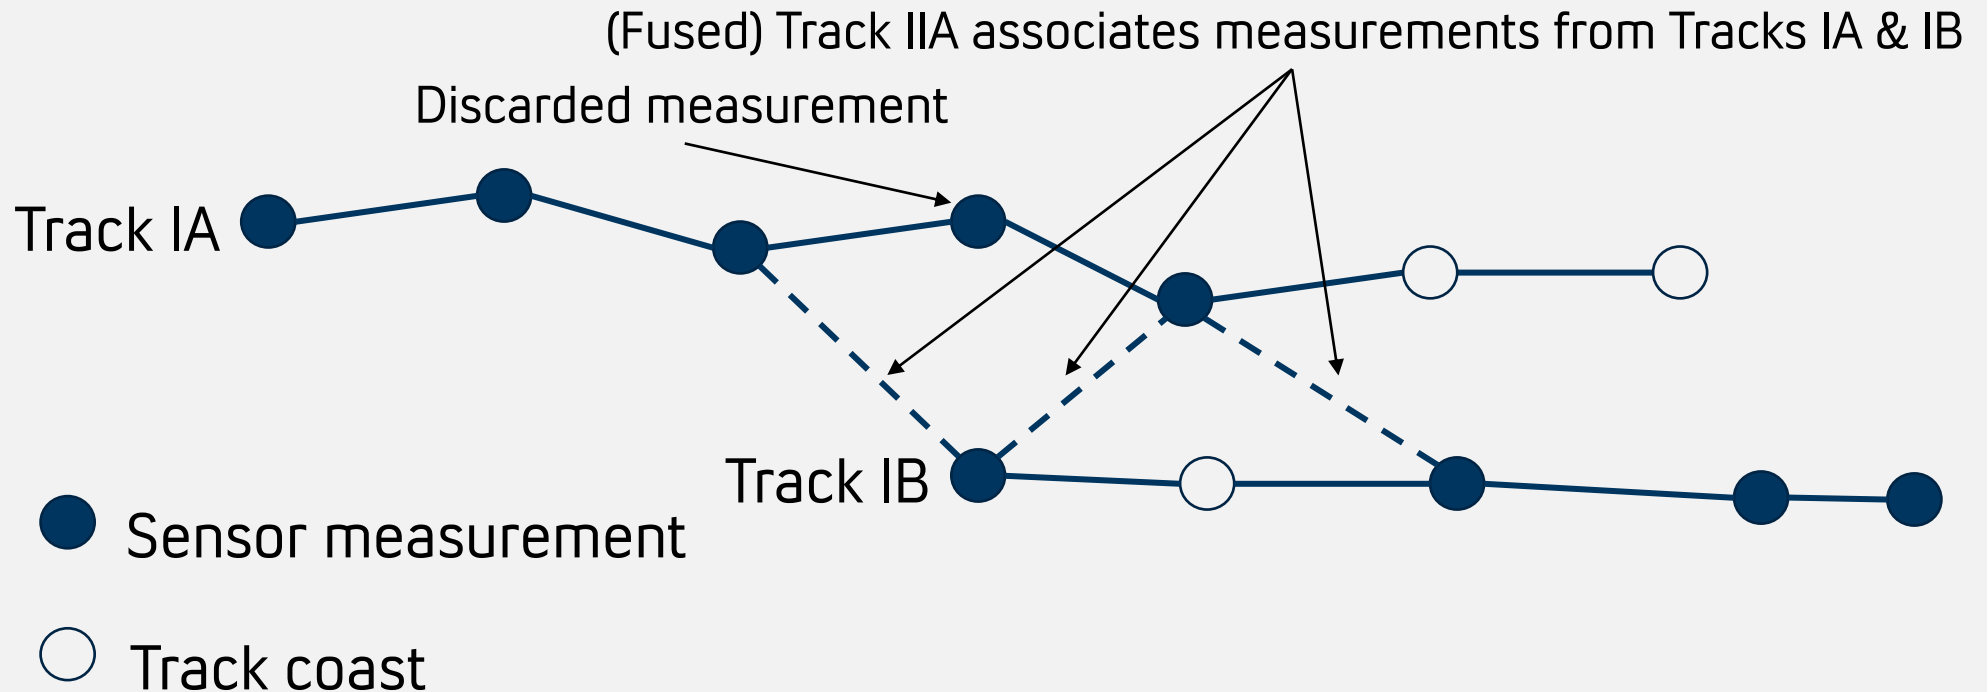 (Fused) Track IIA associates measurements from Tracks IA & IB
Discarded measurement
Track IA
Track IB
Sensor measurement
Track coast